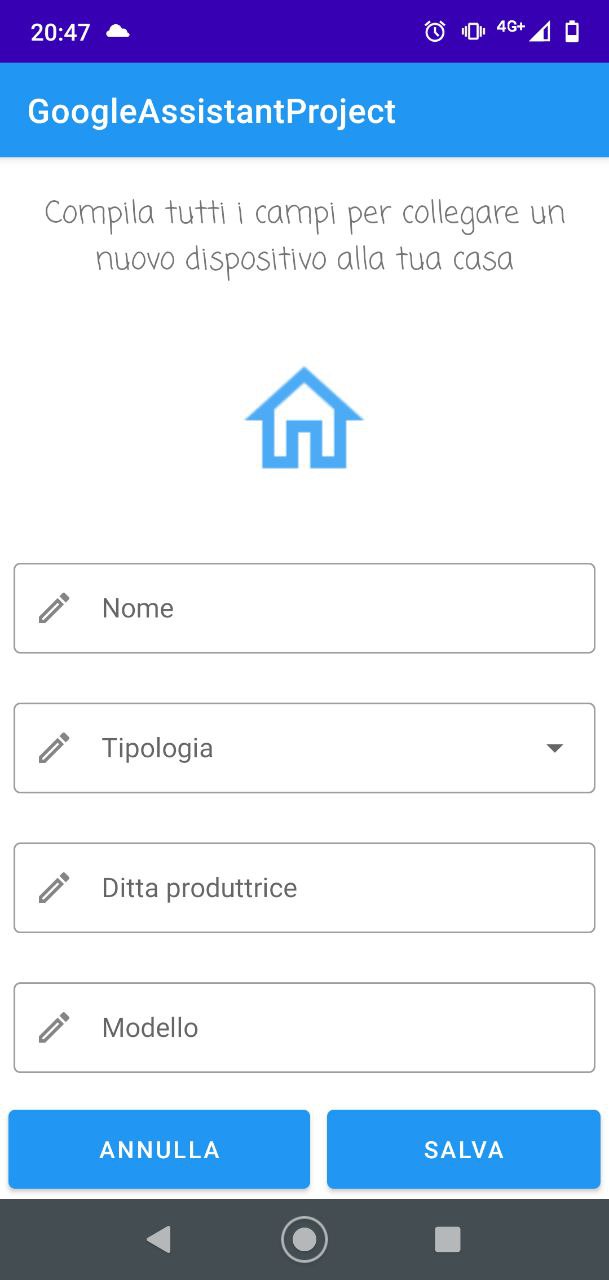 20:47
4G+
GoogleAssistantProject
Compila tutti i campi per collegare un
nuovo dispositivo alla tua casa
Nome
Tipologia
Ditta produttrice
Modello
ANNULLA
SALVA